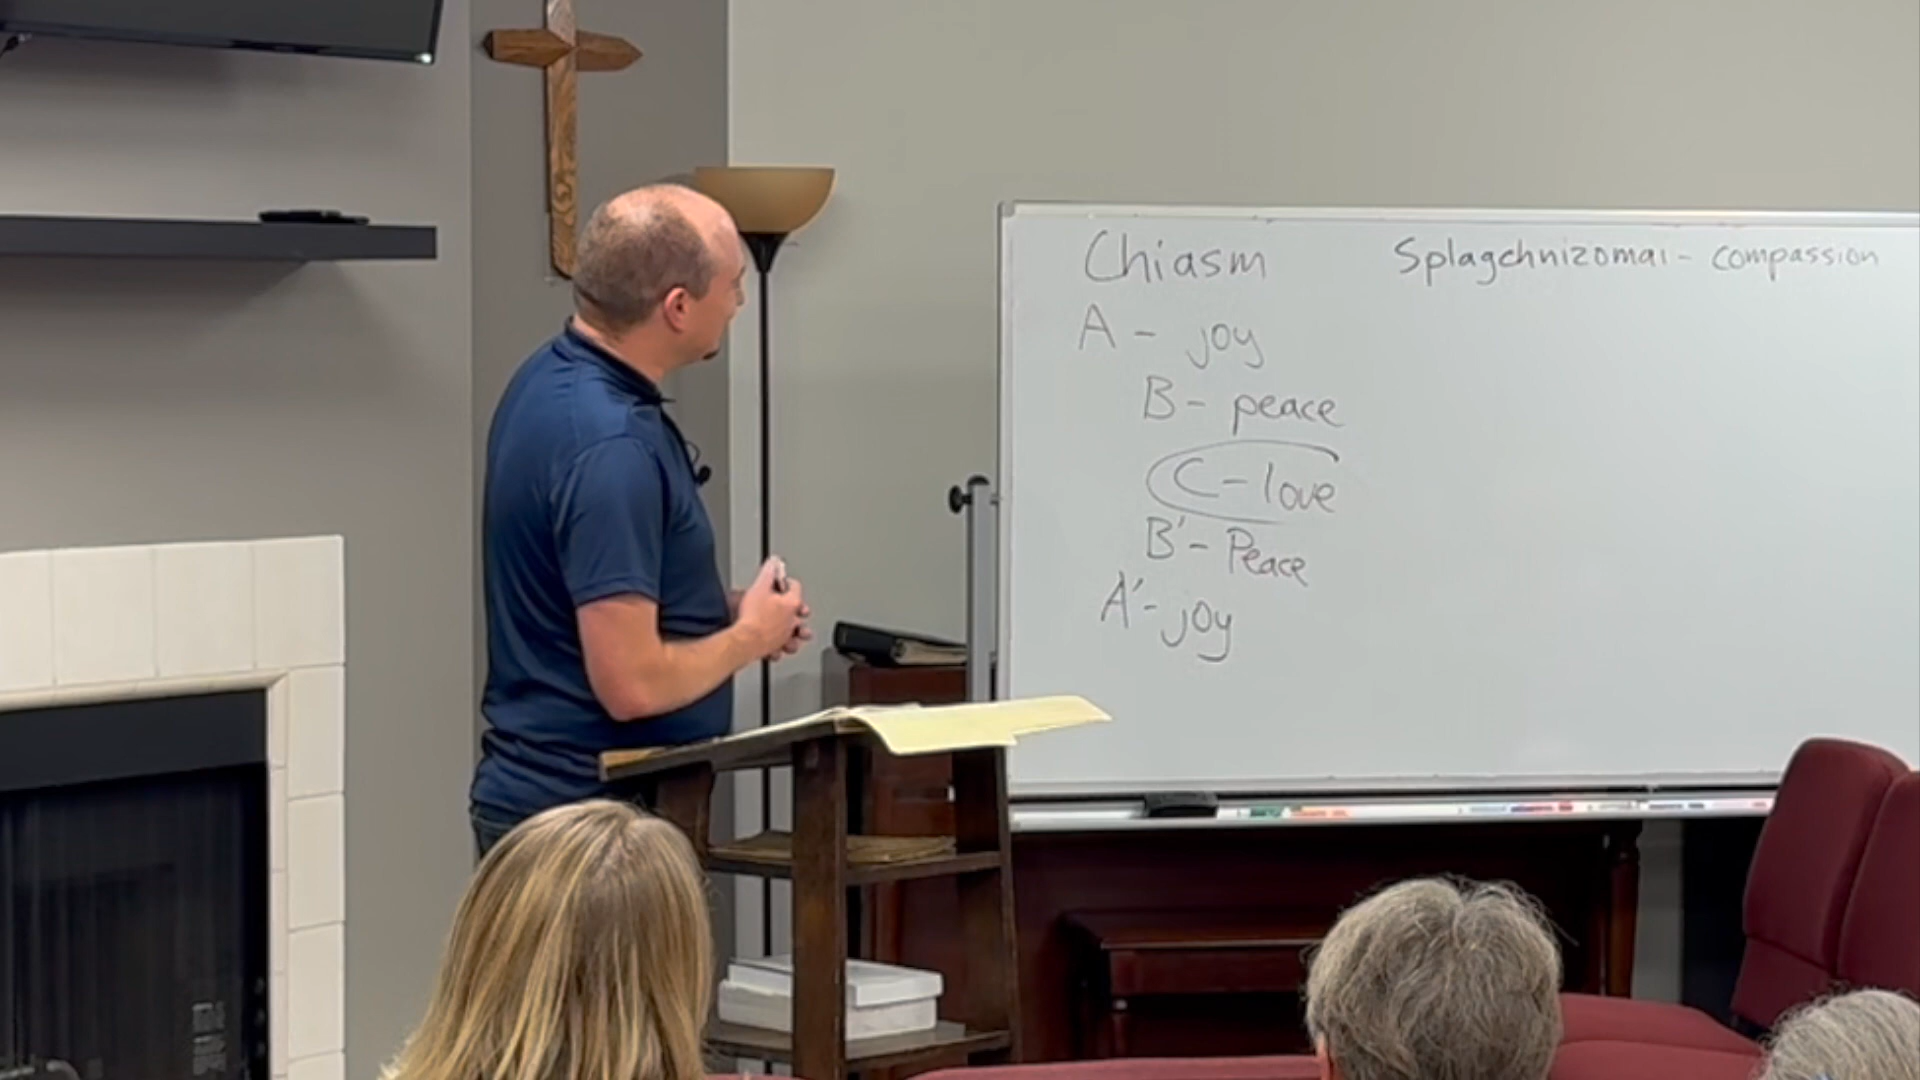 Chiasm
A - joy
B - peace
C - love
B' - Peace
A' - joy
Splagchnizomai - compassion